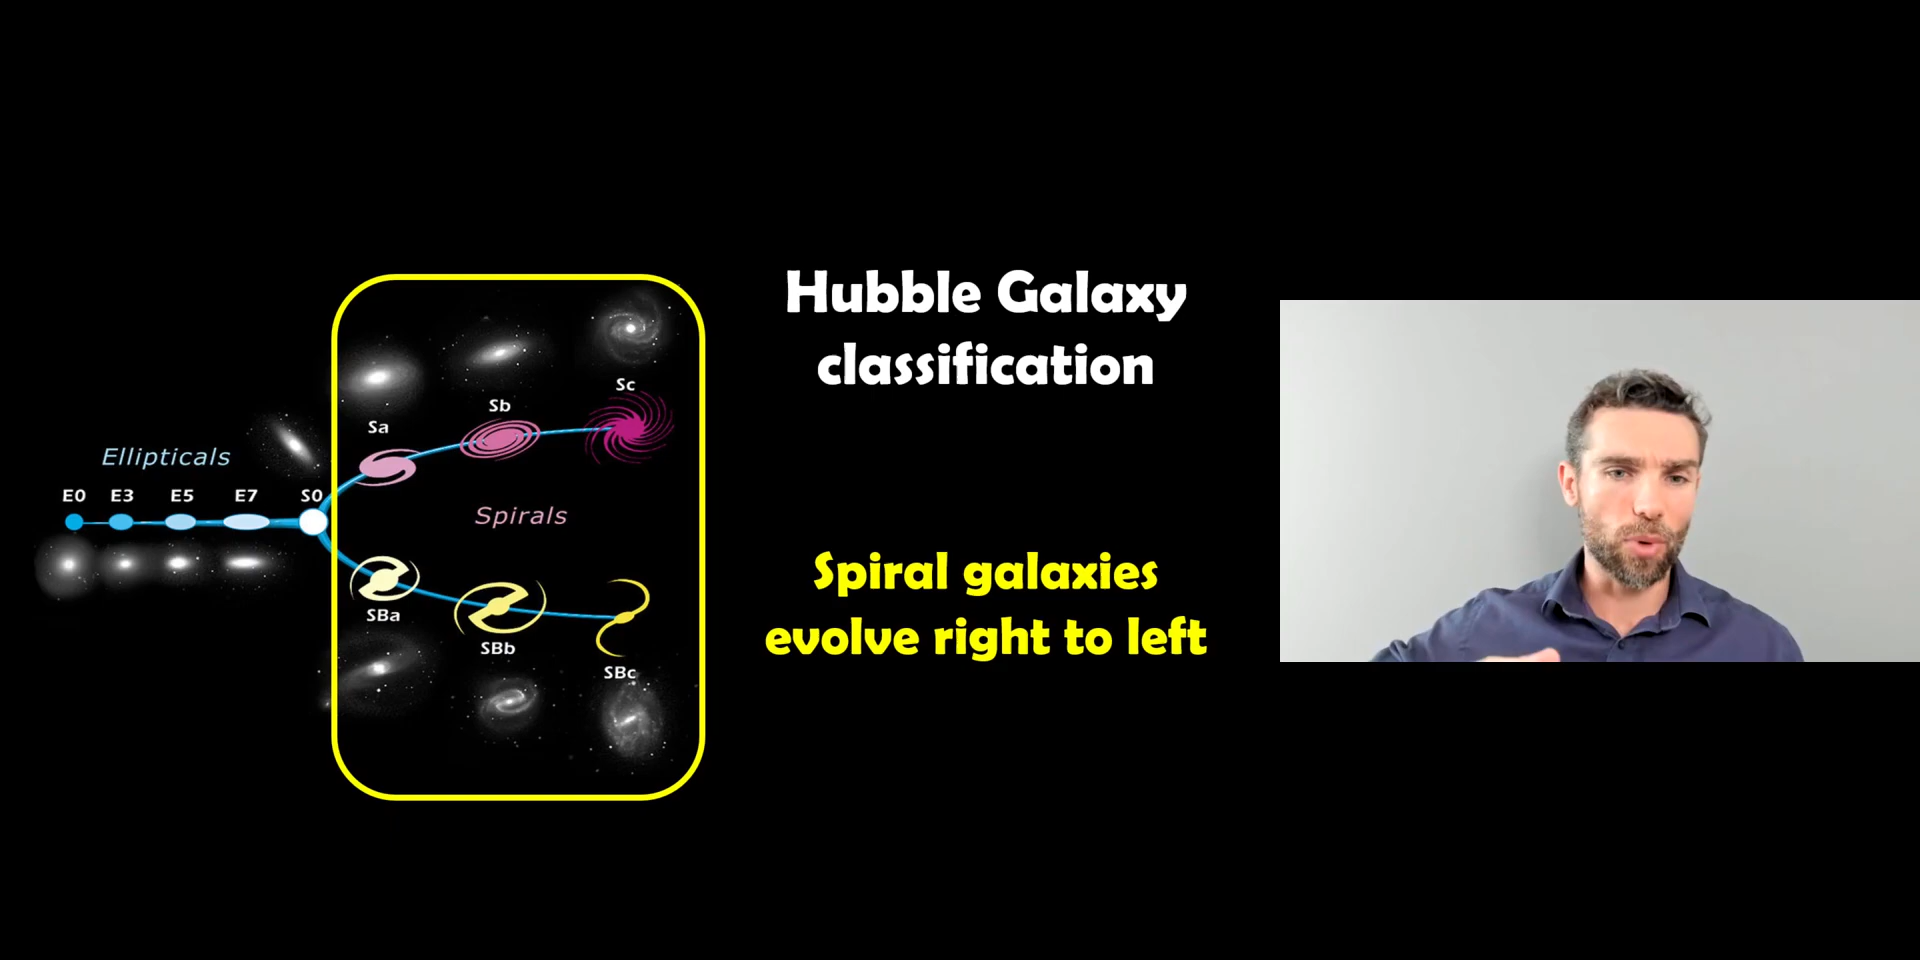 Hubble Galaxy
classification
Spiral galaxies
evolve right to left
Ellipticals
E0 E3 E5 E7 S0
Sa
Sb
Sc
Spirals
SBa
SBb
SBc